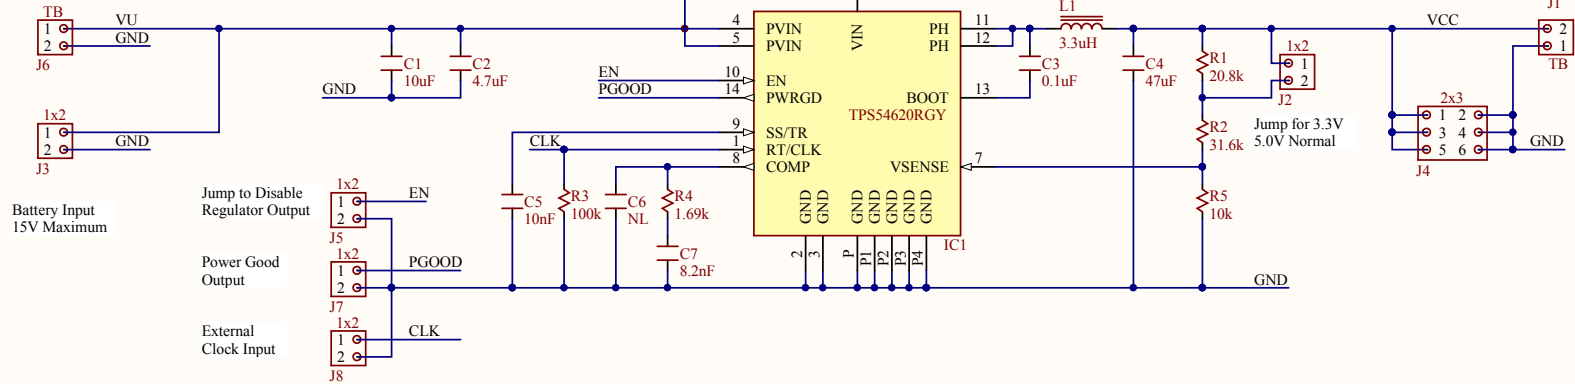 TB
1
2
J6
VU
GND
1x2
1
2
J3
GND
Battery Input
15V Maximum
C1
10uF
C2
4.7uF
GND
Jump to Disable
Regulator Output
1x2
1
2
J5
EN
Power Good
Output
1x2
1
2
J7
PGOOD
External
Clock Input
1x2
1
2
J8
CLK
EN
PGOOD
CLK
C5
10nF
R3
100k
C6
NL
R4
1.69k
C7
8.2nF
4
5
10
14
9
1
8
PVIN
PVIN
EN
PWRGD
SS/TR
RT/CLK
COMP
VIN
PH
PH
BOOT
TPS54620RGY
VSENSE
GND
GND
GND
GND
GND
GND
GND
2
3
P
P1
P2
P3
P4
IC1
11
12
13
7
L1
3.3uH
C3
0.1uF
C4
47uF
R1
20.8k
R2
31.6k
R5
10k
GND
1x2
1
2
J2
Jump for 3.3V
5.0V Normal
VCC
J1
2
1
TB
2x3
1 2
3 4
5 6
J4
GND